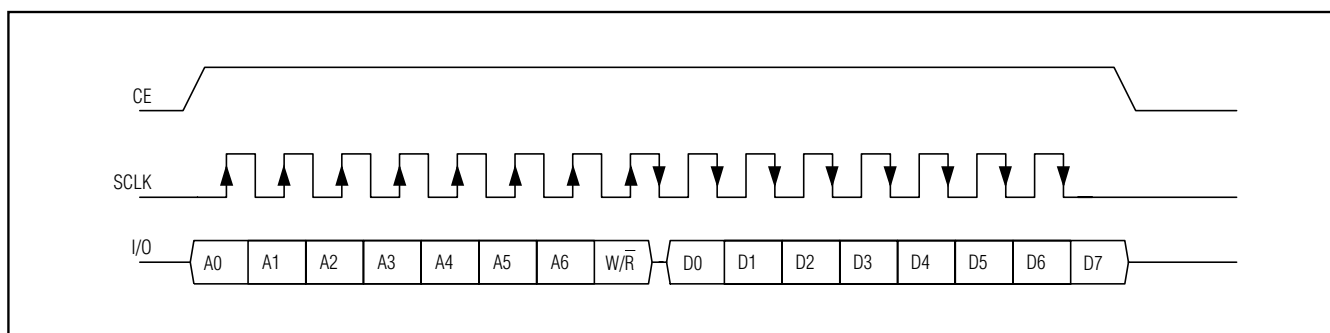 CE
SCLK
I/O A0 A1 A2 A3 A4 A5 A6 W/R̅ D0 D1 D2 D3 D4 D5 D6 D7